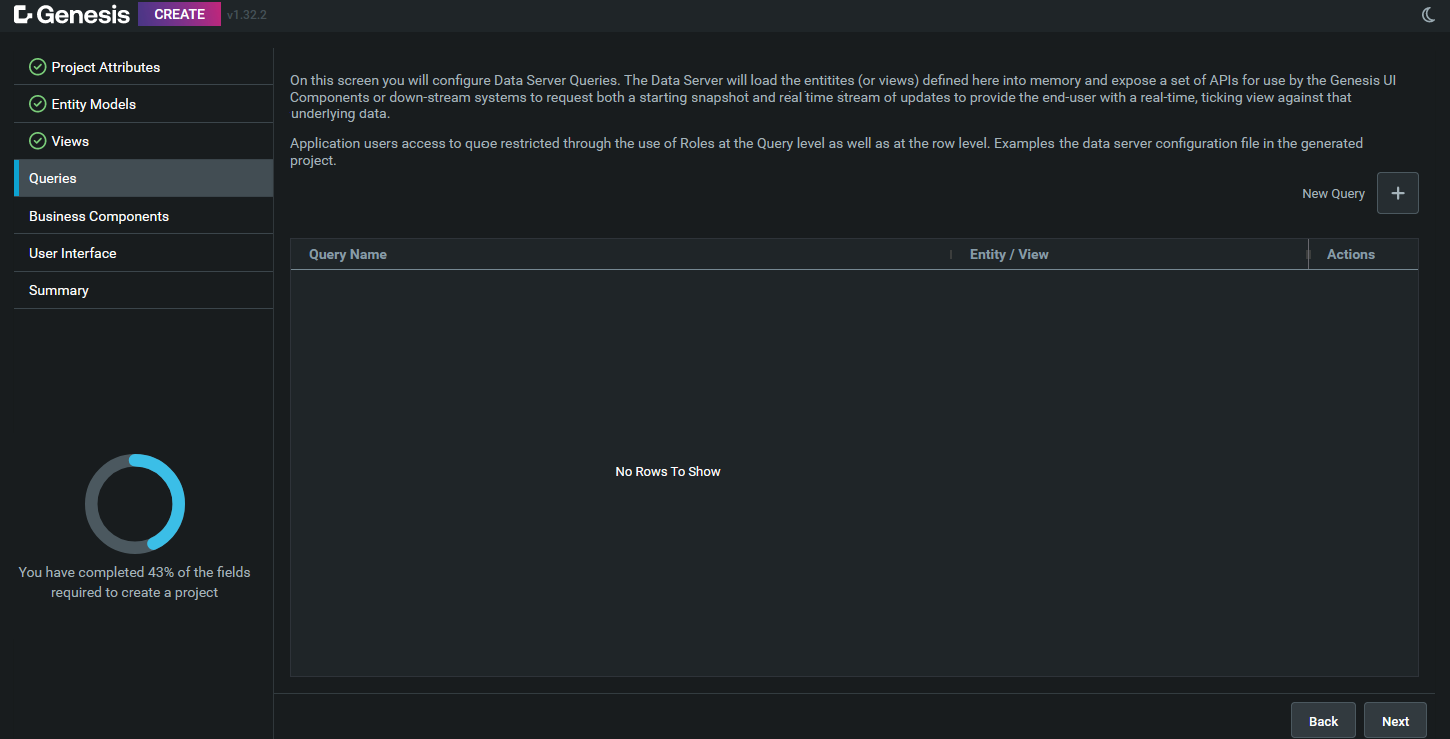 Genesis CREATE v1.32.2
Project Attributes
Entity Models
Views
Queries
Business Components
User Interface
Summary
You have completed 43% of the fields
required to create a project
On this screen you will configure Data Server Queries. The Data Server will load the entitites (or views) defined here into memory and expose a set of APIs for use by the Genesis UI
Components or down-stream systems to request both a starting snapshot and real time stream of updates to provide the end-user with a real-time, ticking view against that
underlying data.
Application users access to restricted through the use of Roles at the Query level as well as at the row level. Examples the data server configuration file in the generated
project.
New Query +
Query Name Entity / View Actions
No Rows To Show
Back Next